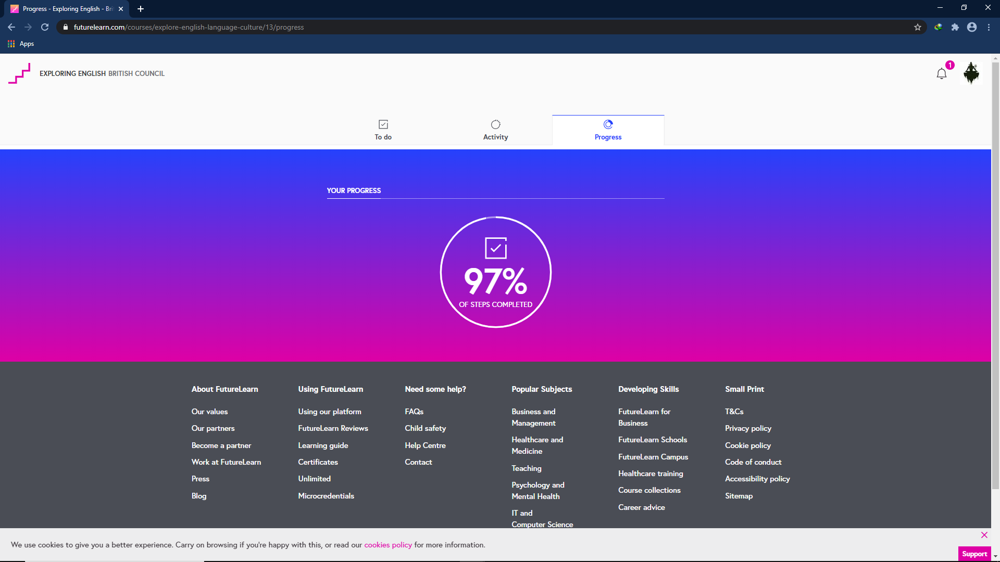 Progress - Exploring English - Bri
futurelearn.com/courses/explore-english-language-culture/13/progress
Apps
EXPLORING ENGLISH BRITISH COUNCIL
1
To do
Activity
Progress
YOUR PROGRESS
97%
OF STEPS COMPLETED
About FutureLearn
Our values
Our partners
Become a partner
Work at FutureLearn
Press
Blog
Using FutureLearn
Using our platform
FutureLearn Reviews
Learning guide
Certificates
Unlimited
Microcredentials
Need some help?
FAQs
Child safety
Help Centre
Contact
Popular Subjects
Business and
Management
Healthcare and
Medicine
Teaching
Psychology and
Mental Health
IT and
Computer Science
Developing Skills
FutureLearn for
Business
FutureLearn Schools
FutureLearn Campus
Healthcare training
Course collections
Career advice
Small Print
T&Cs
Privacy policy
Cookie policy
Code of conduct
Accessibility policy
Sitemap
We use cookies to give you a better experience. Carry on browsing if you're happy with this, or read our cookies policy for more information.
Support